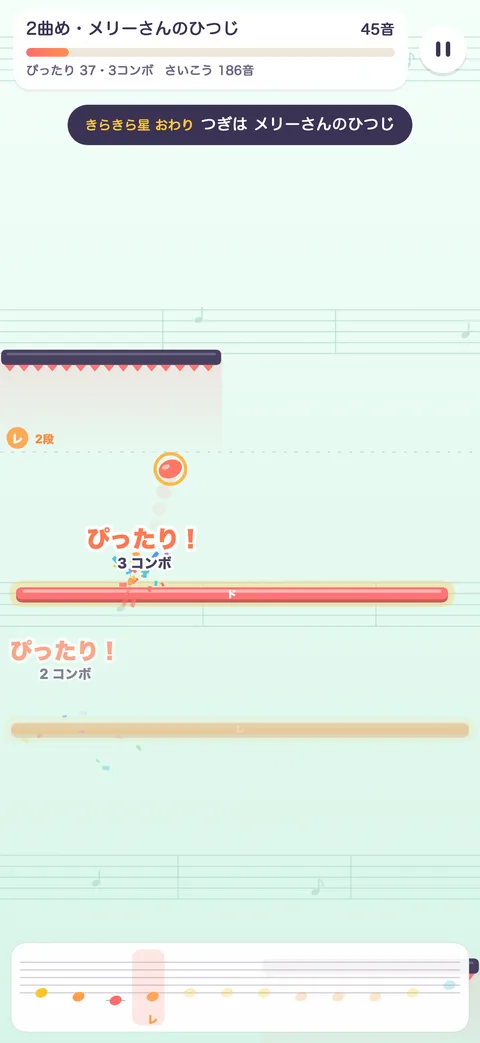 2曲め・メリーさんのひつじ 45音
ぴったり 37・3コンボ さいこう 186音
きらきら星 おわり つぎは メリーさんのひつじ
レ 2段
ぴったり！
3 コンボ
ド
ぴったり！
2 コンボ
レ
レ